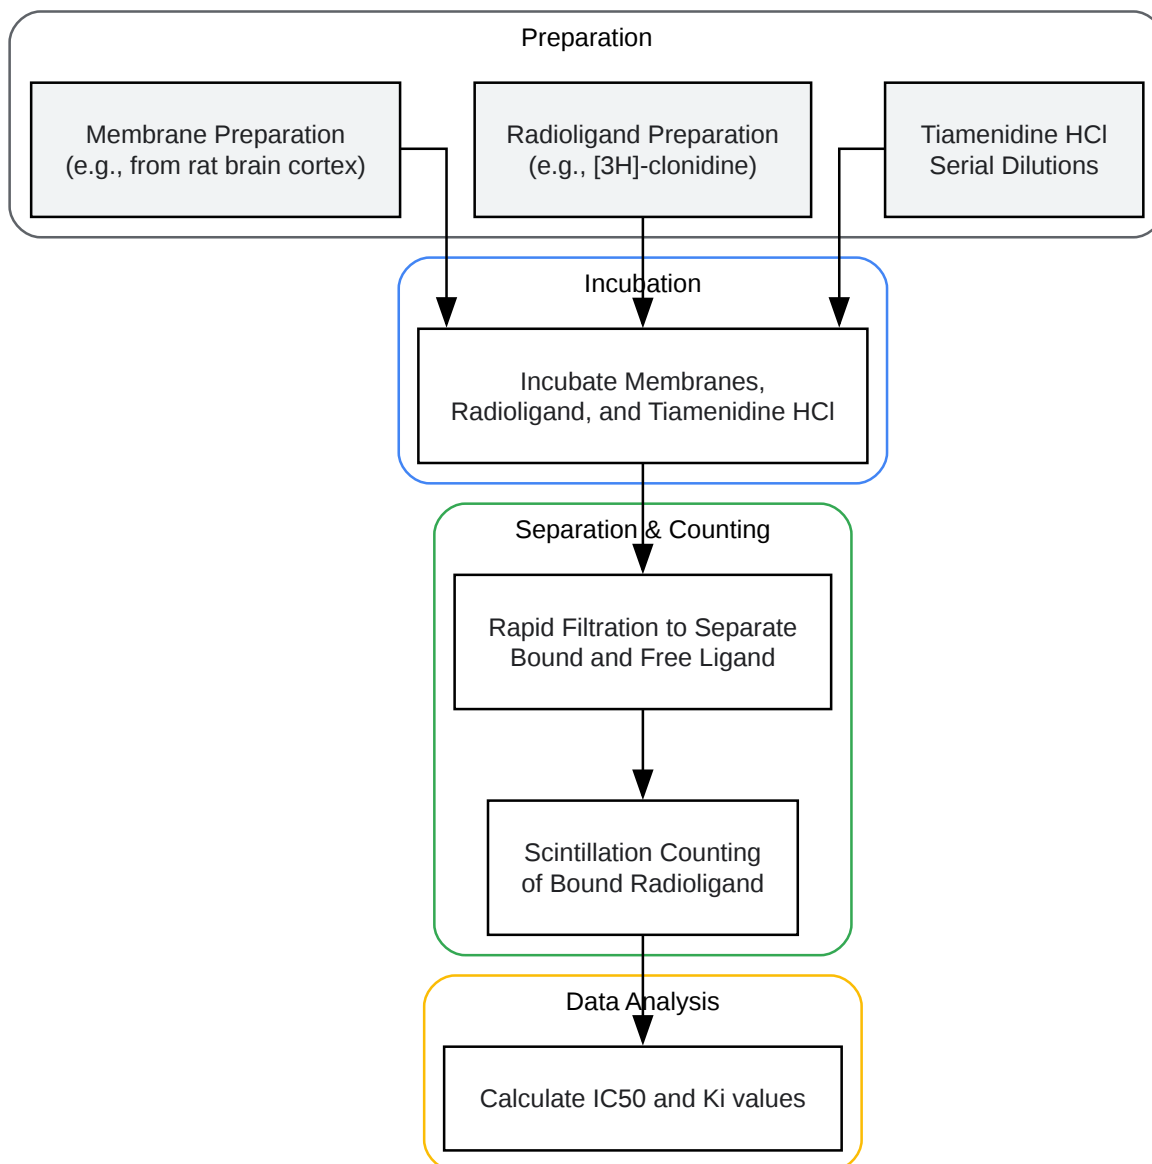 Preparation
Membrane Preparation
(e.g., from rat brain cortex)
Radioligand Preparation
(e.g., [3H]-clonidine)
Tiamenidine HCl
Serial Dilutions
Incubation
Incubate Membranes,
Radioligand, and Tiamenidine HCl
Separation & Counting
Rapid Filtration to Separate
Bound and Free Ligand
Scintillation Counting
of Bound Radioligand
Data Analysis
Calculate IC50 and Ki values